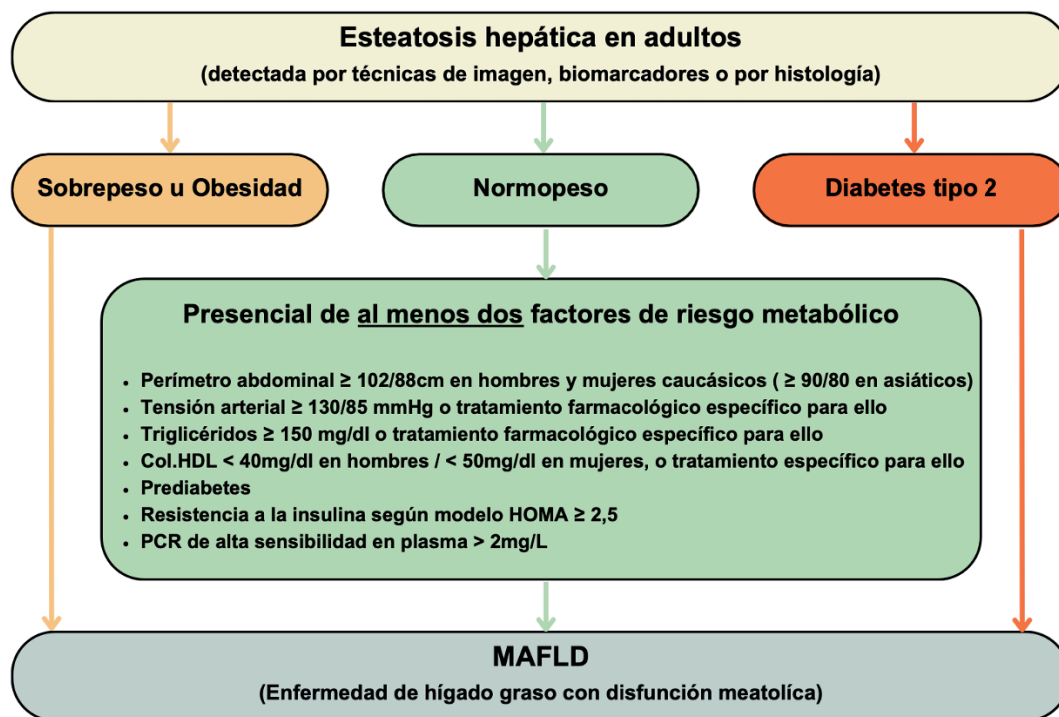 Esteatosis hepática en adultos
(detectada por técnicas de imagen, biomarcadores o por histología)
Sobrepeso u Obesidad
Normopeso
Diabetes tipo 2
Presencial de al menos dos factores de riesgo metabólico
• Perímetro abdominal ≥ 102/88cm en hombres y mujeres caucásicos ( ≥ 90/80 en asiáticos)
• Tensión arterial ≥ 130/85 mmHg o tratamiento farmacológico específico para ello
• Triglicéridos ≥ 150 mg/dl o tratamiento farmacológico específico para ello
• Col.HDL < 40mg/dl en hombres / < 50mg/dl en mujeres, o tratamiento específico para ello
• Prediabetes
• Resistencia a la insulina según modelo HOMA ≥ 2,5
• PCR de alta sensibilidad en plasma > 2mg/L
MAFLD
(Enfermedad de hígado graso con disfunción meatolíca)